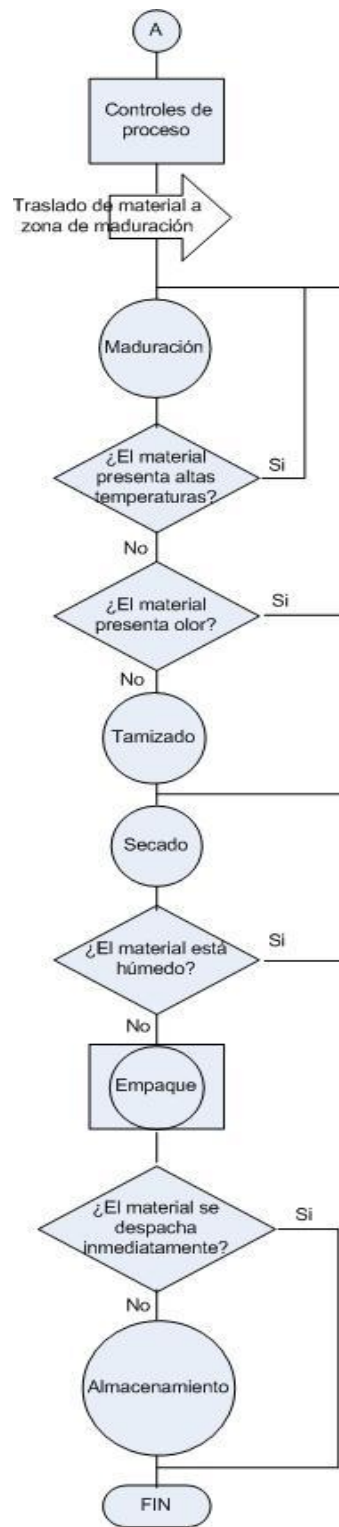 A
Controles de
proceso
Traslado de material a
zona de maduración
Maduración
¿El material
presenta altas
temperaturas?
Si
No
¿El material
presenta olor?
Si
No
Tamizado
Secado
¿El material está
húmedo?
Si
No
Empaque
¿El material se
despacha
inmediatamente?
Si
No
Almacenamiento
FIN